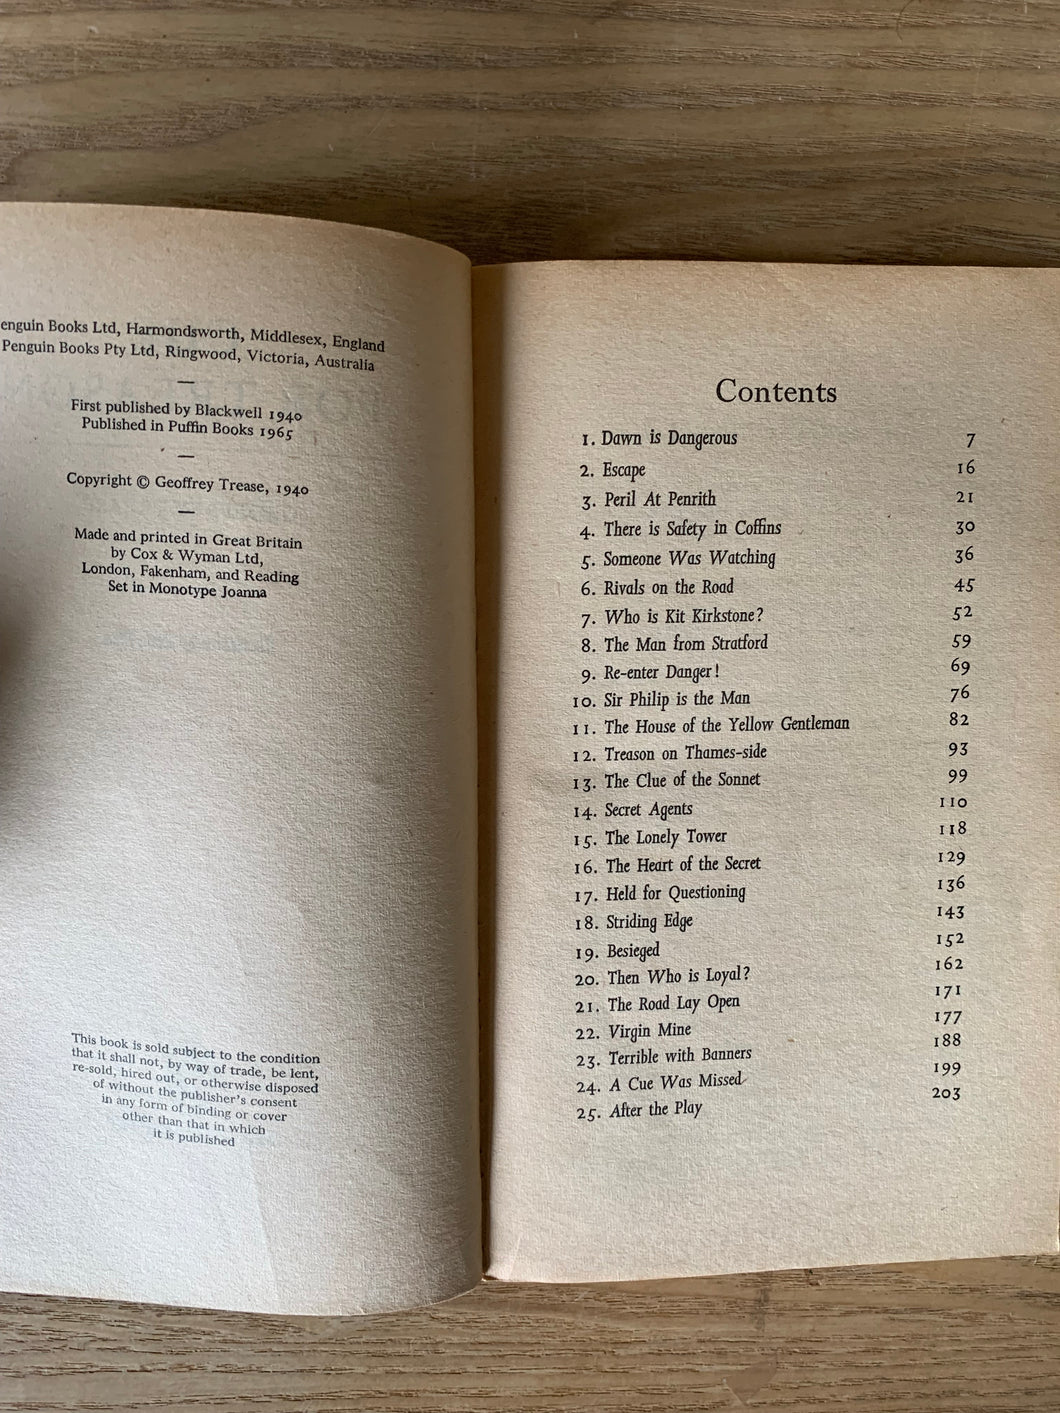 enguin Books Ltd, Harmondsworth, Middlesex, England
Penguin Books Pty Ltd, Ringwood, Victoria, Australia
—
First published by Blackwell 1940
Published in Puffin Books 1965
—
Copyright © Geoffrey Trease, 1940
—
Made and printed in Great Britain
by Cox & Wyman Ltd,
London, Fakenham, and Reading
Set in Monotype Joanna
This book is sold subject to the condition
that it shall not, by way of trade, be lent,
re-sold, hired out, or otherwise disposed
of without the publisher's consent
in any form of binding or cover
other than that in which
it is published
Contents
1. Dawn is Dangerous 7
2. Escape 16
3. Peril At Penrith 21
4. There is Safety in Coffins 30
5. Someone Was Watching 36
6. Rivals on the Road 45
7. Who is Kit Kirkstone? 52
8. The Man from Stratford 59
9. Re-enter Danger! 69
10. Sir Philip is the Man 76
11. The House of the Yellow Gentleman 82
12. Treason on Thames-side 93
13. The Clue of the Sonnet 99
14. Secret Agents 110
15. The Lonely Tower 118
16. The Heart of the Secret 129
17. Held for Questioning 136
18. Striding Edge 143
19. Besieged 152
20. Then Who is Loyal? 162
21. The Road Lay Open 171
22. Virgin Mine 177
23. Terrible with Banners 188
24. A Cue Was Missed 199
25. After the Play 203